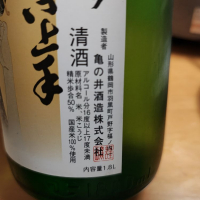 上手
清酒
製造者
山形県鶴岡市羽黒町戸野字福ノ
亀の井酒造株式会社
アルコール分16度以上17度未満
原材料名 米、米こうじ
精米歩合50% 国産米100%使用
内容量1.8L